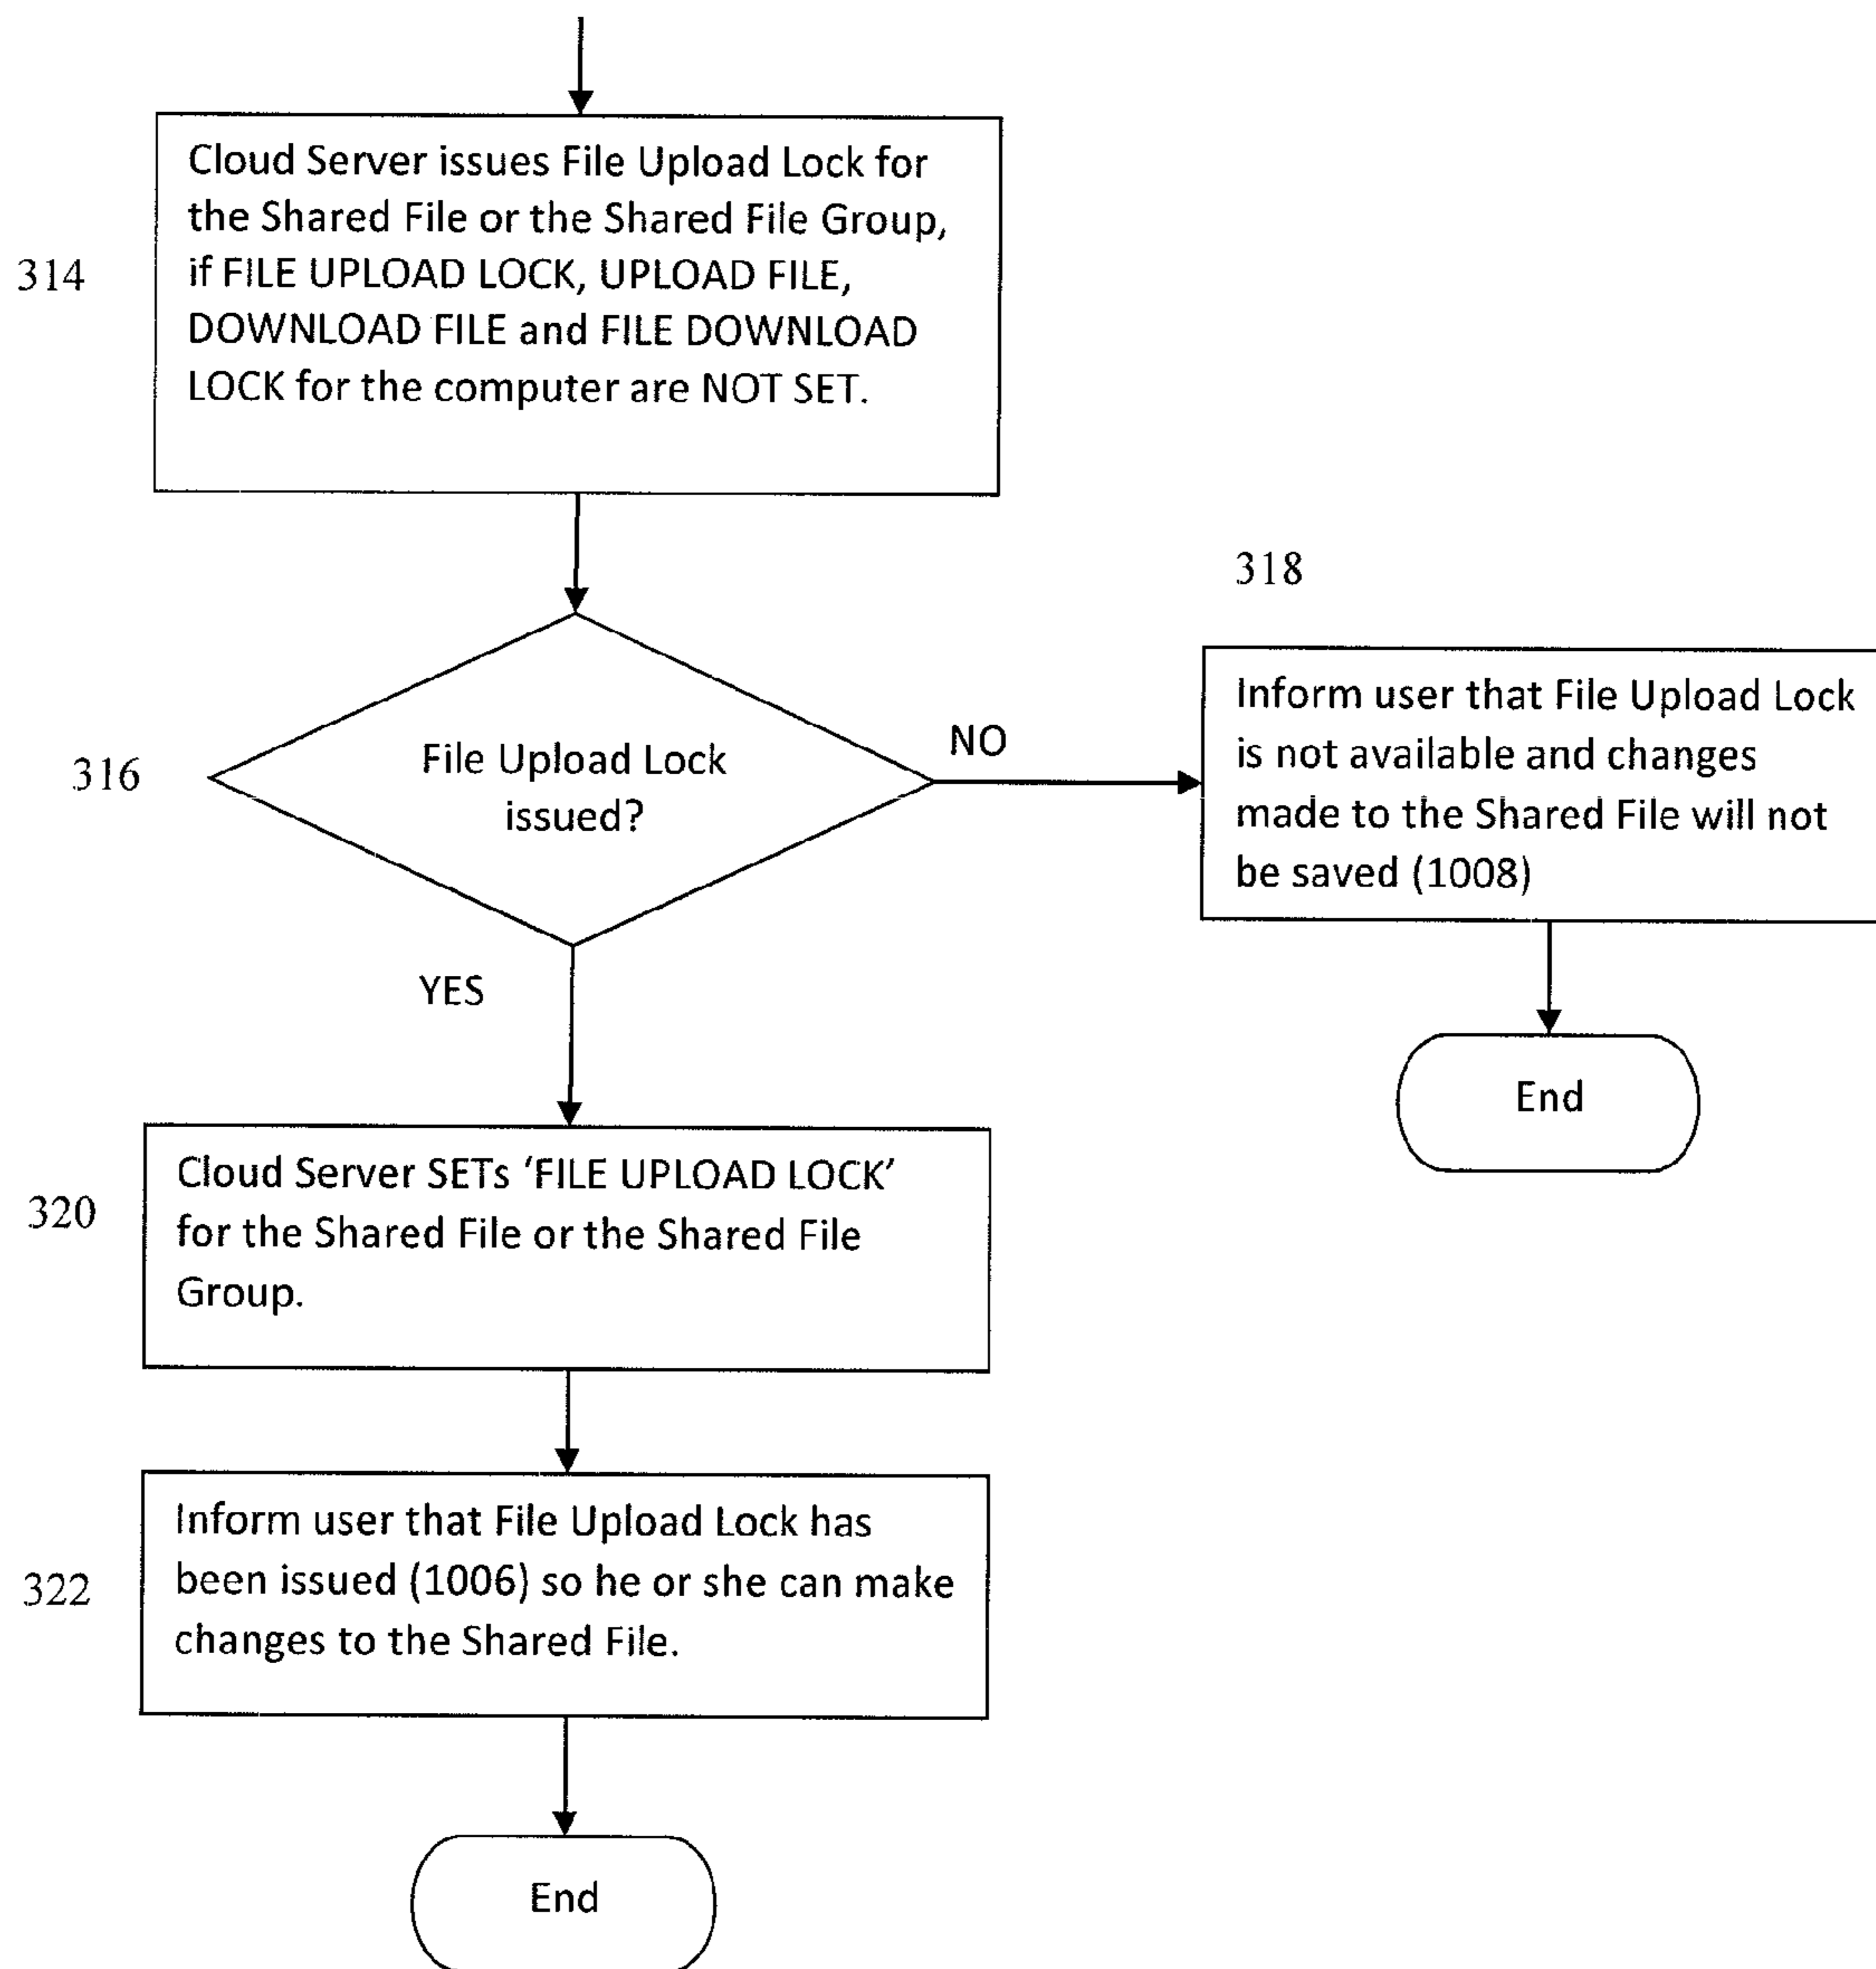 Cloud Server issues File Upload Lock for
the Shared File or the Shared File Group,
if FILE UPLOAD LOCK, UPLOAD FILE,
DOWNLOAD FILE and FILE DOWNLOAD
LOCK for the computer are NOT SET.
314
318
File Upload Lock
issued?
316
NO
Inform user that File Upload Lock
is not available and changes
made to the Shared File will not
be saved (1008)
YES
End
Cloud Server SETs ‘FILE UPLOAD LOCK’
for the Shared File or the Shared File
Group.
320
Inform user that File Upload Lock has
been issued (1006) so he or she can make
changes to the Shared File.
322
End